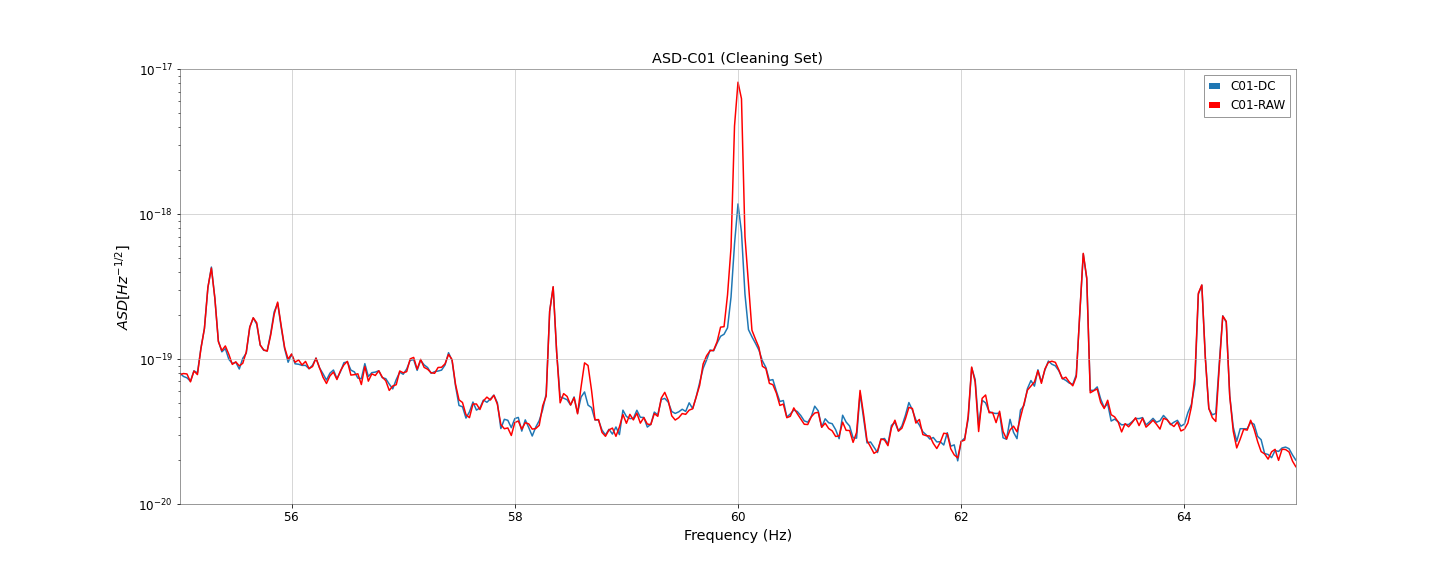 ASD-C01 (Cleaning Set)
10⁻¹⁷
C01-DC
C01-RAW
10⁻¹⁸
ASD[Hz⁻¹/²]
10⁻¹⁹
10⁻²⁰
56 58 60 62 64
Frequency (Hz)